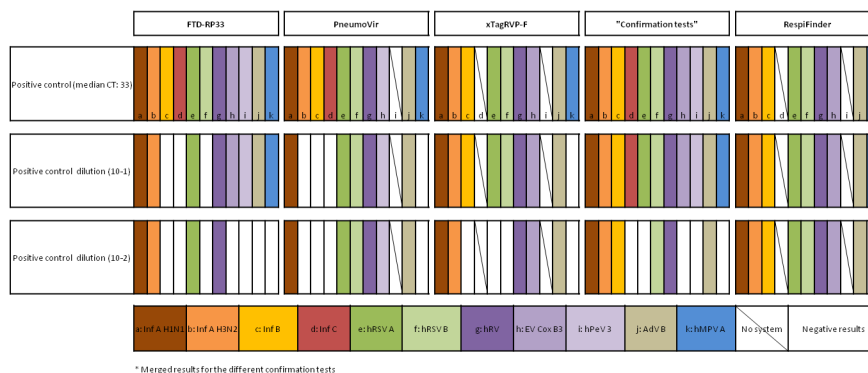 FTD-RP33 PneumoVir xTagRVP-F "Confirmation tests" RespiFinder
Positive control (median CT: 33)
a b c d e f g h i j k a b c d e f g h i j k a b c d e f g h i j k a b c d e f g h i j k a b c d e f g h i j
Positive control dilution (10-1)
Positive control dilution (10-2)
a: Inf A H1N1 b: Inf A H3N2 c: Inf B d: Inf C e: hRSV A f: hRSV B g: hRV h: EV Cox B3 i: hPeV 3 j: AdV B k: hMPV A No system Negative results
* Merged results for the different confirmation tests